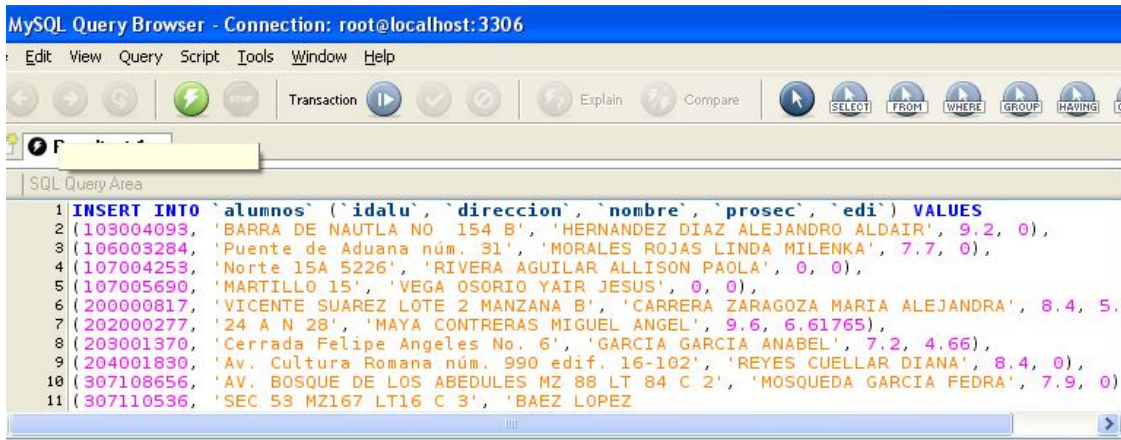 MySQL Query Browser - Connection: root@localhost:3306
Edit View Query Script Tools Window Help
Transaction Explain Compare SELECT FROM WHERE GROUP HAVING
SQL Query Area
1 INSERT INTO `alumnos` (`idalu`, `direccion`, `nombre`, `prosec`, `edi`) VALUES
2 (103004093, 'BARRA DE NAUTLA NO  154 B', 'HERNANDEZ DIAZ ALEJANDRO ALDAIR', 9.2, 0),
3 (106003284, 'Puente de Aduana núm. 31', 'MORALES ROJAS LINDA MILENKA', 7.7, 0),
4 (107004253, 'Norte 15A 5226', 'RIVERA AGUILAR ALLISON PAOLA', 0, 0),
5 (107005690, 'MARTILLO 15', 'VEGA OSORIO YAIR JESUS', 0, 0),
6 (200000817, 'VICENTE SUAREZ LOTE 2 MANZANA B', 'CARRERA ZARAGOZA MARIA ALEJANDRA', 8.4, 5.
7 (202000277, '24 A N 28', 'MAYA CONTRERAS MIGUEL ANGEL', 9.6, 6.61765),
8 (203001370, 'Cerrada Felipe Angeles No. 6', 'GARCIA GARCIA ANABEL', 7.2, 4.66),
9 (204001830, 'Av. Cultura Romana núm. 990 edif. 16-102', 'REYES CUELLAR DIANA', 8.4, 0),
10 (307108656, 'AV. BOSQUE DE LOS ABEDULES MZ 88 LT 84 C 2', 'MOSQUEDA GARCIA FEDRA', 7.9, 0)
11 (307110536, 'SEC 53 MZ167 LT16 C 3', 'BAEZ LOPEZ